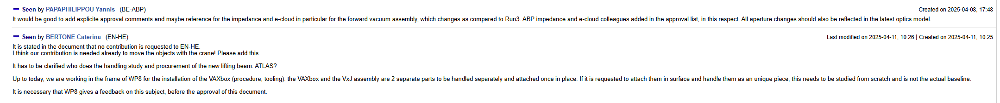 Seen by PAPAPHILIPPOU Yannis (BE-ABP)
Created on 2025-04-08, 17:48
It would be good to add explicite approval comments and maybe reference for the impedance and e-cloud in particular for the forward vacuum assembly, which changes as compared to Run3. ABP impedance and e-cloud colleagues added in the approval list, in this respect. All aperture changes should also be reflected in the latest optics model.
Seen by BERTONE Caterina (EN-HE)
Last modified on 2025-04-11, 10:26 | Created on 2025-04-11, 10:25
It is stated in the document that no contribution is requested to EN-HE.
I think our contribution is needed already to move the objects with the crane! Please add this.
It has to be clarified who does the handling study and procurement of the new lifting beam: ATLAS?
Up to today, we are working in the frame of WP8 for the installation of the VAXbox (procedure, tooling): the VAXbox and the VxJ assembly are 2 separate parts to be handled separately and attached once in place. If it is requested to attach them in surface and handle them as an unique piece, this needs to be studied from scratch and is not the actual baseline.
It is necessary that WP8 gives a feedback on this subject, before the approval of this document.